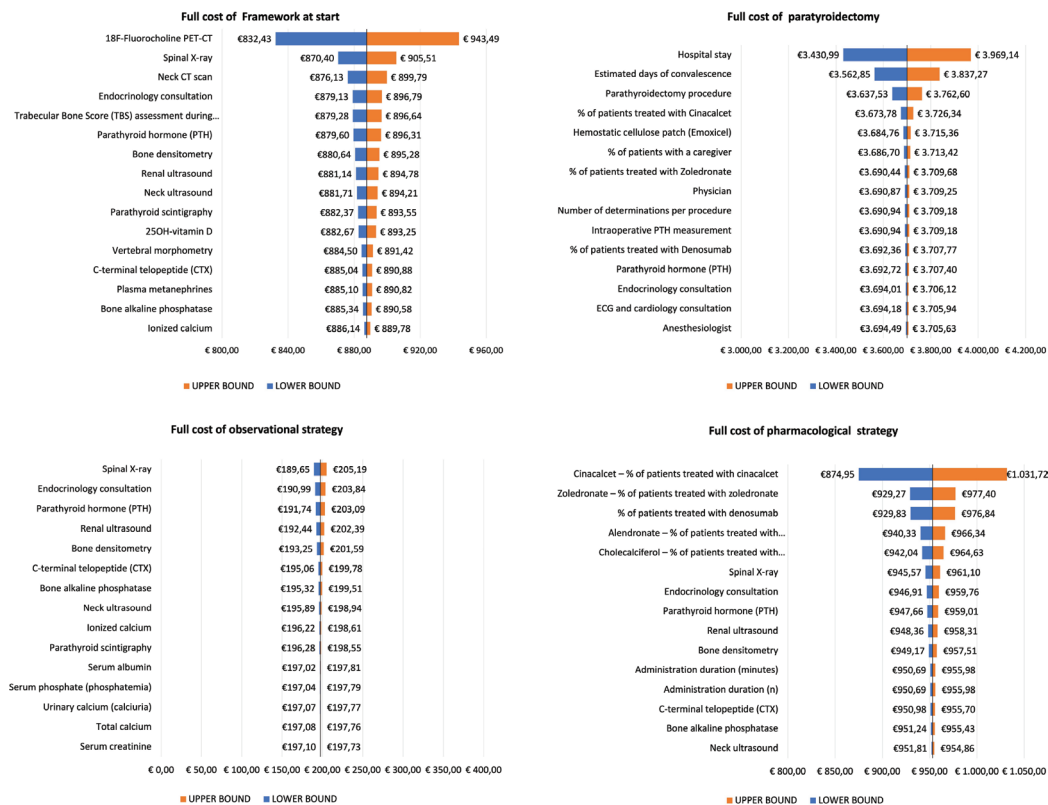 Full cost of Framework at start
18F-Fluorocholine PET-CT €832,43 € 943,49
Spinal X-ray €870,40 € 905,51
Neck CT scan €876,13 € 899,79
Endocrinology consultation €879,13 € 896,79
Trabecular Bone Score (TBS) assessment during... €879,28 € 896,64
Parathyroid hormone (PTH) €879,60 € 896,31
Bone densitometry €880,64 € 895,28
Renal ultrasound €881,14 € 894,78
Neck ultrasound €881,71 € 894,21
Parathyroid scintigraphy €882,37 € 893,55
25OH-vitamin D €882,67 € 893,25
Vertebral morphometry €884,50 € 891,42
C-terminal telopeptide (CTX) €885,04 € 890,88
Plasma metanephrines €885,10 € 890,82
Bone alkaline phosphatase €885,34 € 890,58
Ionized calcium €886,14 € 889,78
€ 800,00 € 840,00 € 880,00 € 920,00 € 960,00
UPPER BOUND LOWER BOUND
Full cost of paratyroidectomy
Hospital stay € 3.430,99 € 3.969,14
Estimated days of convalescence € 3.562,85 € 3.837,27
Parathyroidectomy procedure € 3.637,53 € 3.762,60
% of patients treated with Cinacalcet € 3.673,78 € 3.726,34
Hemostatic cellulose patch (Emoxicel) € 3.684,76 € 3.715,36
% of patients with a caregiver € 3.686,70 € 3.713,42
% of patients treated with Zoledronate € 3.690,44 € 3.709,68
Physician € 3.690,87 € 3.709,25
Number of determinations per procedure € 3.690,94 € 3.709,18
Intraoperative PTH measurement € 3.690,94 € 3.709,18
% of patients treated with Denosumab € 3.692,36 € 3.707,77
Parathyroid hormone (PTH) € 3.692,72 € 3.707,40
Endocrinology consultation € 3.694,01 € 3.706,12
ECG and cardiology consultation € 3.694,18 € 3.705,94
Anesthesiologist € 3.694,49 € 3.705,63
€ 3.000,00 € 3.200,00 € 3.400,00 € 3.600,00 € 3.800,00 € 4.000,00 € 4.200,00
UPPER BOUND LOWER BOUND
Full cost of observational strategy
Spinal X-ray €189,65 €205,19
Endocrinology consultation €190,99 €203,84
Parathyroid hormone (PTH) €191,74 €203,09
Renal ultrasound €192,44 €202,39
Bone densitometry €193,25 €201,59
C-terminal telopeptide (CTX) €195,06 €199,78
Bone alkaline phosphatase €195,32 €199,51
Neck ultrasound €195,89 €198,94
Ionized calcium €196,22 €198,61
Parathyroid scintigraphy €196,28 €198,55
Serum albumin €197,02 €197,81
Serum phosphate (phosphatemia) €197,04 €197,79
Urinary calcium (calciuria) €197,07 €197,77
Total calcium €197,08 €197,76
Serum creatinine €197,10 €197,73
€ 0,00 € 50,00 € 100,00 € 150,00 € 200,00 € 250,00 € 300,00 € 350,00 € 400,00
UPPER BOUND LOWER BOUND
Full cost of pharmacological strategy
Cinacalcet – % of patients treated with cinacalcet €874,95 €1.031,72
Zoledronate – % of patients treated with zoledronate €929,27 €977,40
% of patients treated with denosumab €929,83 €976,84
Alendronate – % of patients treated with... €940,33 €966,34
Cholecalciferol – % of patients treated with... €942,04 €964,63
Spinal X-ray €945,57 €961,10
Endocrinology consultation €946,91 €959,76
Parathyroid hormone (PTH) €947,66 €959,01
Renal ultrasound €948,36 €958,31
Bone densitometry €949,17 €957,51
Administration duration (minutes) €950,69 €955,98
Administration duration (n) €950,69 €955,98
C-terminal telopeptide (CTX) €950,98 €955,70
Bone alkaline phosphatase €951,24 €955,43
Neck ultrasound €951,81 €954,86
€ 800,00 € 850,00 € 900,00 € 950,00 € 1.000,00 € 1.050,00
UPPER BOUND LOWER BOUND